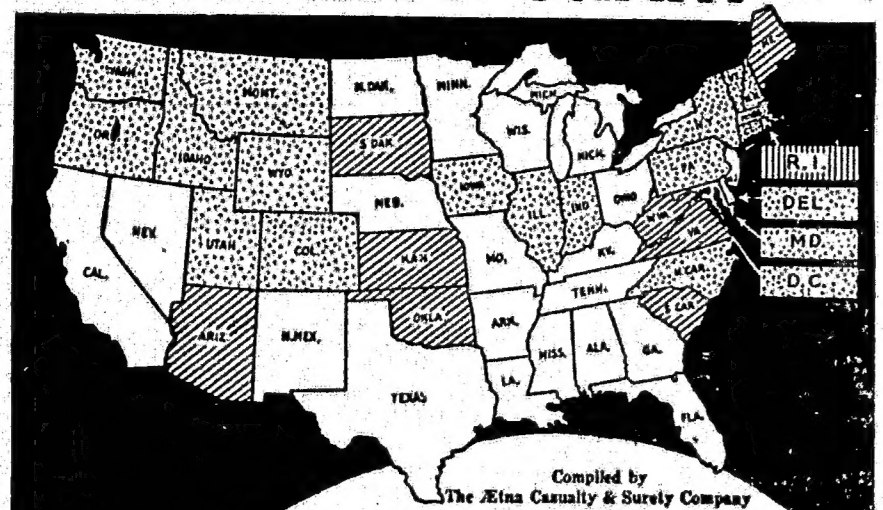 WASH.
MONT.
N.DAK.
MINN.
MICH.
ME.
ORE
IDAHO
S.DAK.
WIS.
MICH.
WYO.
R.I.
NEV.
UTAH
COL.
NEB.
IOWA
ILL.
IND.
OHIO
PA.
DEL.
CAL.
KAN.
MO.
KY.
W.VA.
VA.
MD.
ARIZ.
N.MEX.
OKLA.
ARK.
TENN.
N.CAR.
S.CAR.
D.C.
TEXAS
LA.
MISS.
ALA.
GA.
FLA.
Compiled by
The Ætna Casualty & Surety Company